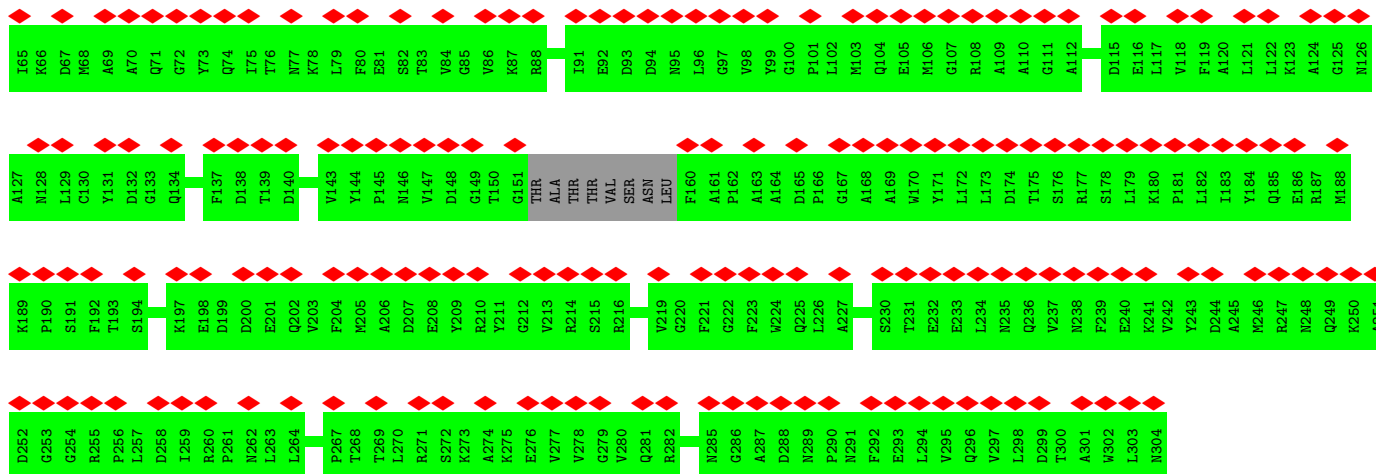 I65 K66 D67 M68 A69 A70 Q71 G72 Y73 Q74 I75 T76 N77 K78 L79 F80 E81 S82 T83 V84 G85 V86 K87 R88 I91 E92 D93 D94 N95 L96 G97 V98 Y99 G100 P101 L102 M103 Q104 E105 M106 G107 R108 A109 A110 G111 A112 D115 E116 L117 V118 F119 A120 L121 L122 K123 A124 G125 N126
A127 N128 L129 C130 Y131 D132 G133 Q134 F137 D138 T139 D140 V143 Y144 P145 N146 V147 D148 G149 T150 G151 THR ALA THR THR VAL SER ASN LEU F160 A161 P162 A163 A164 D165 P166 G167 A168 A169 W170 Y171 L172 L173 D174 T175 S176 R177 S178 L179 K180 P181 L182 I183 Y184 Q185 E186 R187 M188
K189 P190 S191 F192 T193 S194 K197 E198 D199 D200 E201 Q202 V203 F204 M205 A206 D207 E208 Y209 R210 Y211 G212 V213 R214 S215 R216 V219 G220 F221 G222 F223 W224 Q225 L226 A227 S230 T231 E232 E233 L234 N235 Q236 V237 N238 F239 E240 K241 V242 Y243 D244 A245 M246 R247 N248 Q249 K250 A251
D252 G253 G254 R255 P256 L257 D258 I259 R260 P261 N262 L263 L264 P267 T268 T269 L270 R271 S272 K273 A274 K275 E276 V277 V278 G279 V280 Q281 R282 N285 G286 A287 D288 N289 P290 N291 F292 E293 L294 V295 Q296 V297 L298 D299 T300 A301 W302 L303 N304